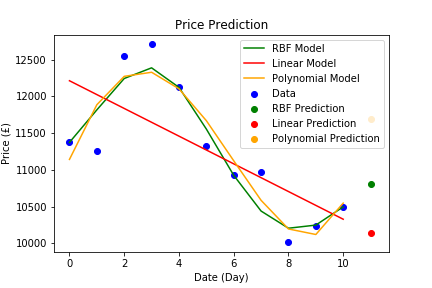 Price Prediction
Price (£)
12500
12000
11500
11000
10500
10000
RBF Model
Linear Model
Polynomial Model
Data
RBF Prediction
Linear Prediction
Polynomial Prediction
0
2
4
6
8
10
Date (Day)